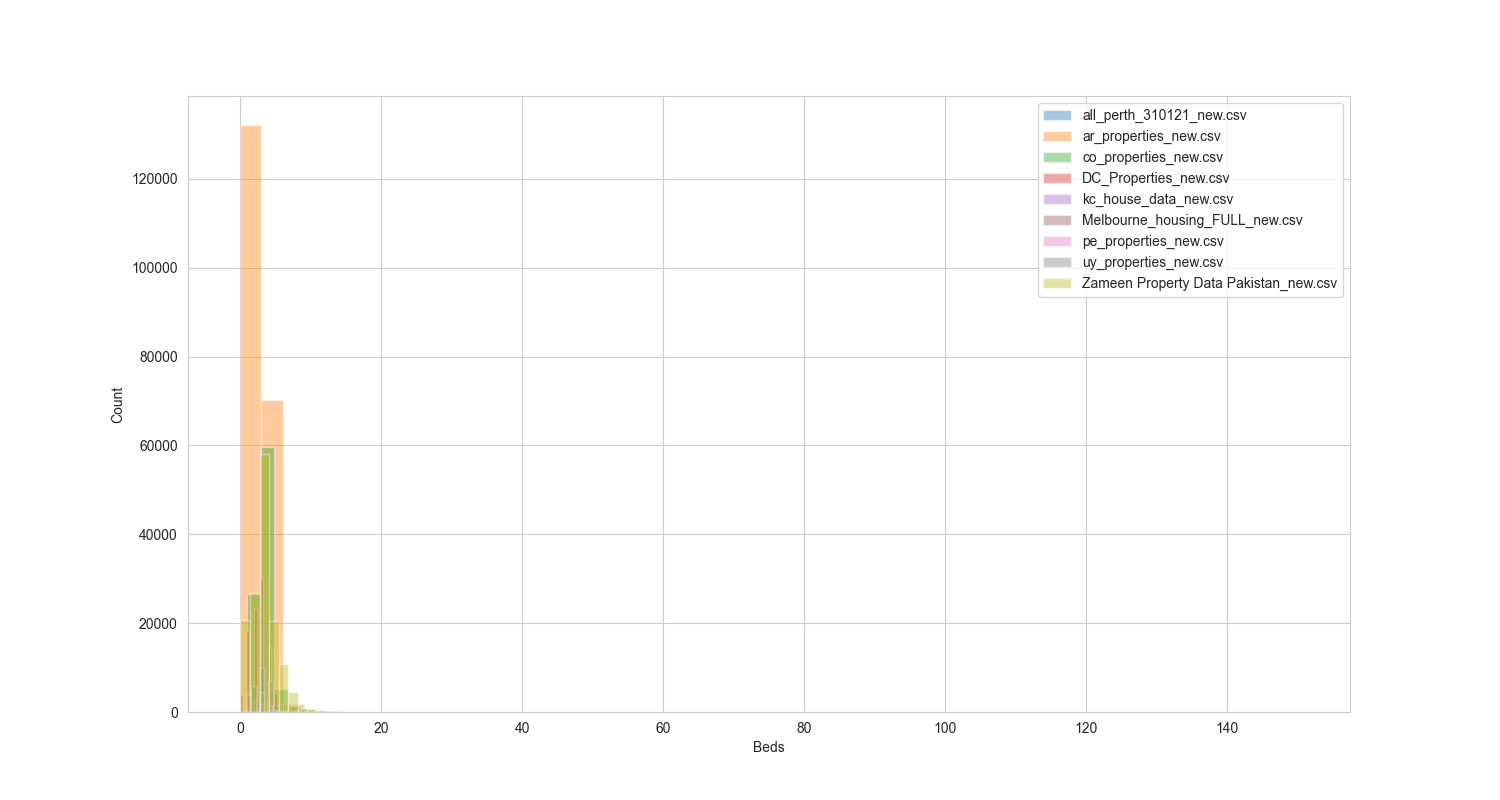 all_perth_310121_new.csv
ar_properties_new.csv
co_properties_new.csv
DC_Properties_new.csv
kc_house_data_new.csv
Melbourne_housing_FULL_new.csv
pe_properties_new.csv
uy_properties_new.csv
Zameen Property Data Pakistan_new.csv
120000
100000
80000
60000
40000
20000
0
Count
0 20 40 60 80 100 120 140
Beds